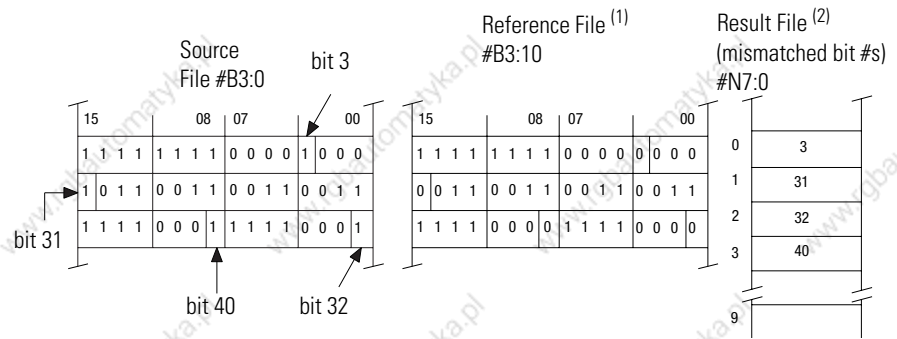 Source
File #B3:0
bit 3
Reference File (1)
#B3:10
Result File (2)
(mismatched bit #s)
#N7:0
15 08 07 00
1 1 1 1 1 1 1 1 0 0 0 0 1 0 0 0
1 0 1 1 0 0 1 1 0 0 1 1 0 0 1 1
1 1 1 1 0 0 0 1 1 1 1 1 0 0 0 1
bit 31
bit 40
bit 32
15 08 07 00
1 1 1 1 1 1 1 1 0 0 0 0 0 0 0 0
0 0 1 1 0 0 1 1 0 0 1 1 0 0 1 1
1 1 1 1 0 0 0 0 1 1 1 1 0 0 0 0
0 3
1 31
2 32
3 40
9
www.rgbautomatyka.pl